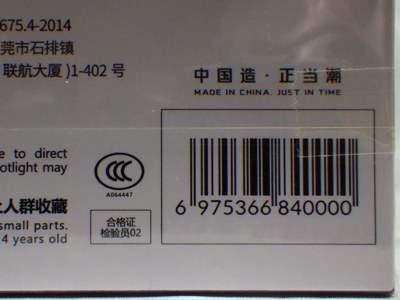 675.4-2014
莞市石排镇
联航大厦 )1-402 号
中国造·正当潮
MADE IN CHINA, JUST IN TIME
e to direct
otlight may
CCC
A064447
人群收藏
small parts.
4 years old
合格证
检验员02
6 975366 840000